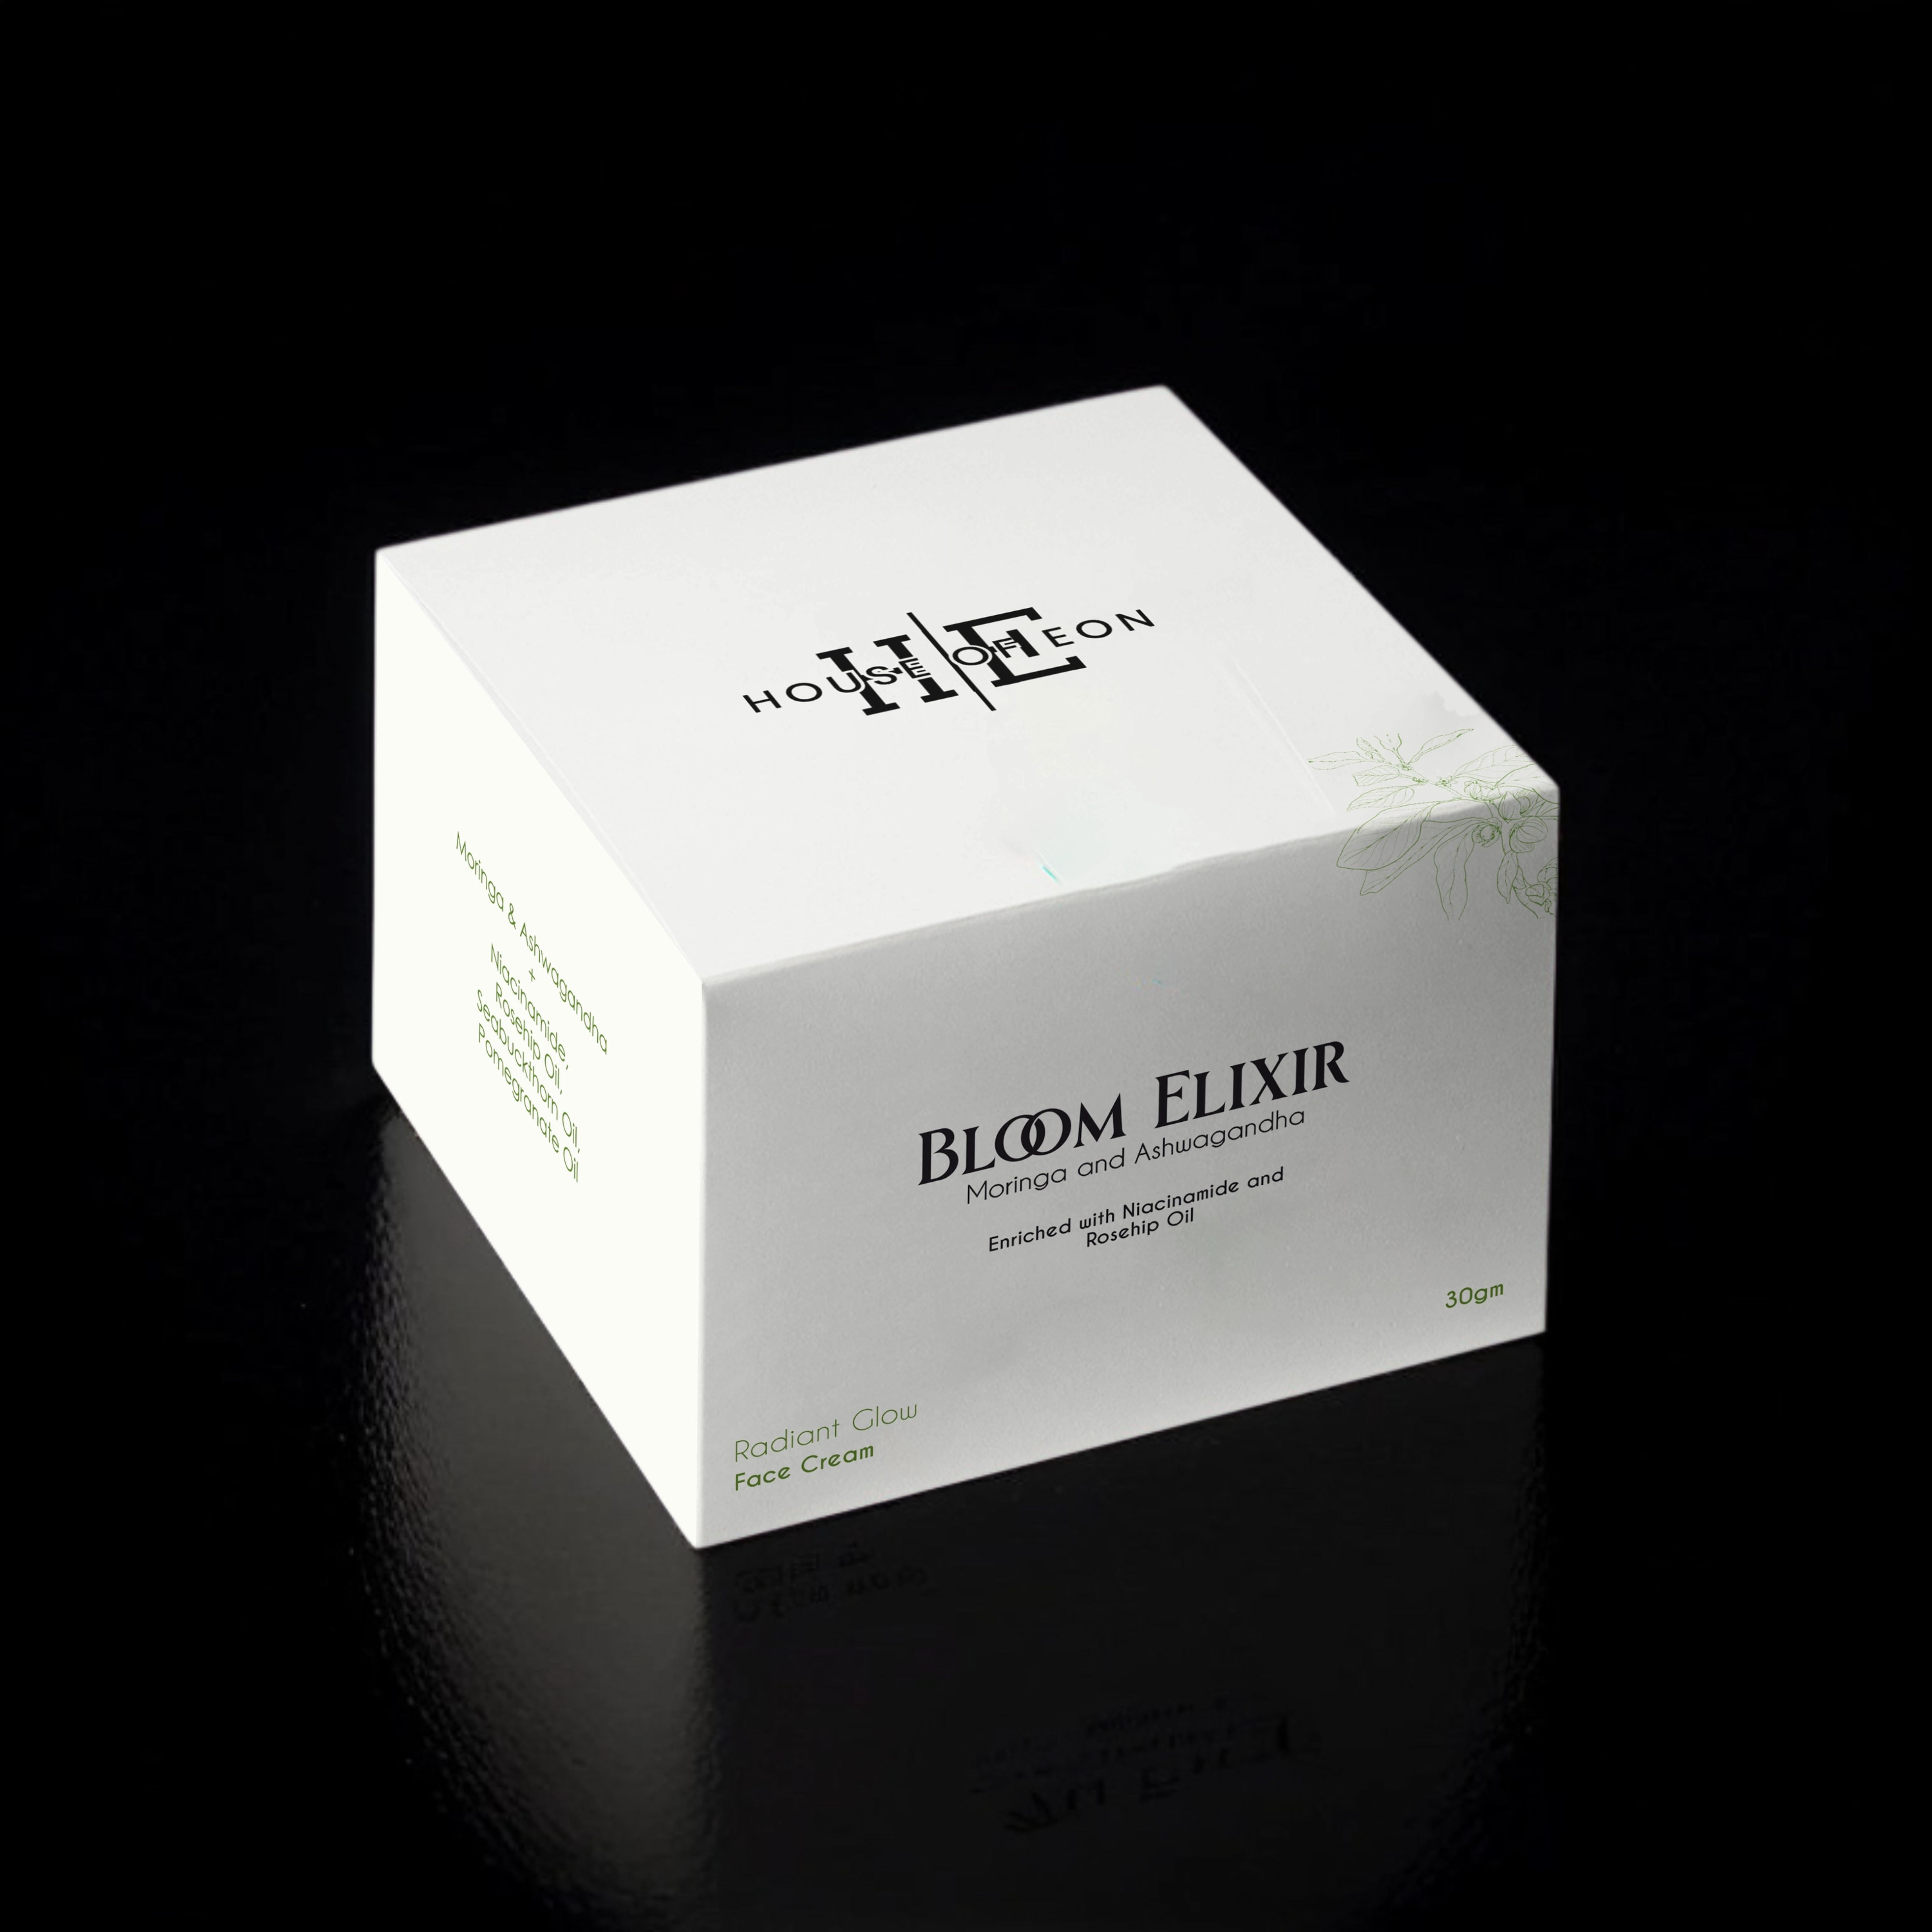 HE
HOUSE OF EON
Moringa & Ashwagandha
+
Niacinamide,
Rosehip Oil,
Seabuckthorn Oil,
Pomegranate Oil
BLOOM ELIXIR
Moringa and Ashwagandha
Enriched with Niacinamide and
Rosehip Oil
30gm
Radiant Glow
Face Cream